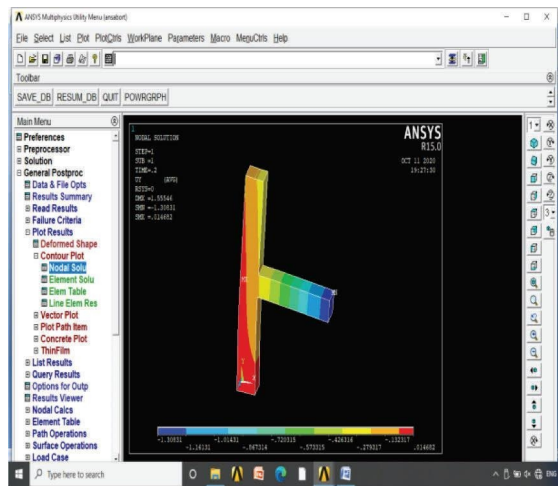 ANSYS Multiphysics Utility Menu (ansabort)
File Select List Plot PlotCtrls WorkPlane Parameters Macro MenuCtrls Help
Toolbar
SAVE_DB RESUM_DB QUIT POWRGRPH
Main Menu
Preferences
Preprocessor
Solution
General Postproc
Data & File Opts
Results Summary
Read Results
Failure Criteria
Plot Results
Deformed Shape
Contour Plot
Nodal Solu
Element Solu
Elem Table
Line Elem Res
Vector Plot
Plot Path Item
Concrete Plot
ThinFilm
List Results
Query Results
Options for Outp
Results Viewer
Nodal Calcs
Element Table
Path Operations
Surface Operations
Load Case
1
NODAL SOLUTION
STEP=1
SUB =1
TIME=.2
UY (AVG)
RSYS=0
DMX =1.55546
SMN =-1.30831
SMX =.014682
ANSYS
R15.0
OCT 11 2020
19:27:30
MX
Y
X
-1.30831 -1.01431 -.720315 -.426316 -.132317
-1.16131 -.867314 -.573315 -.279317 .014682
1
3
Type here to search
ENG